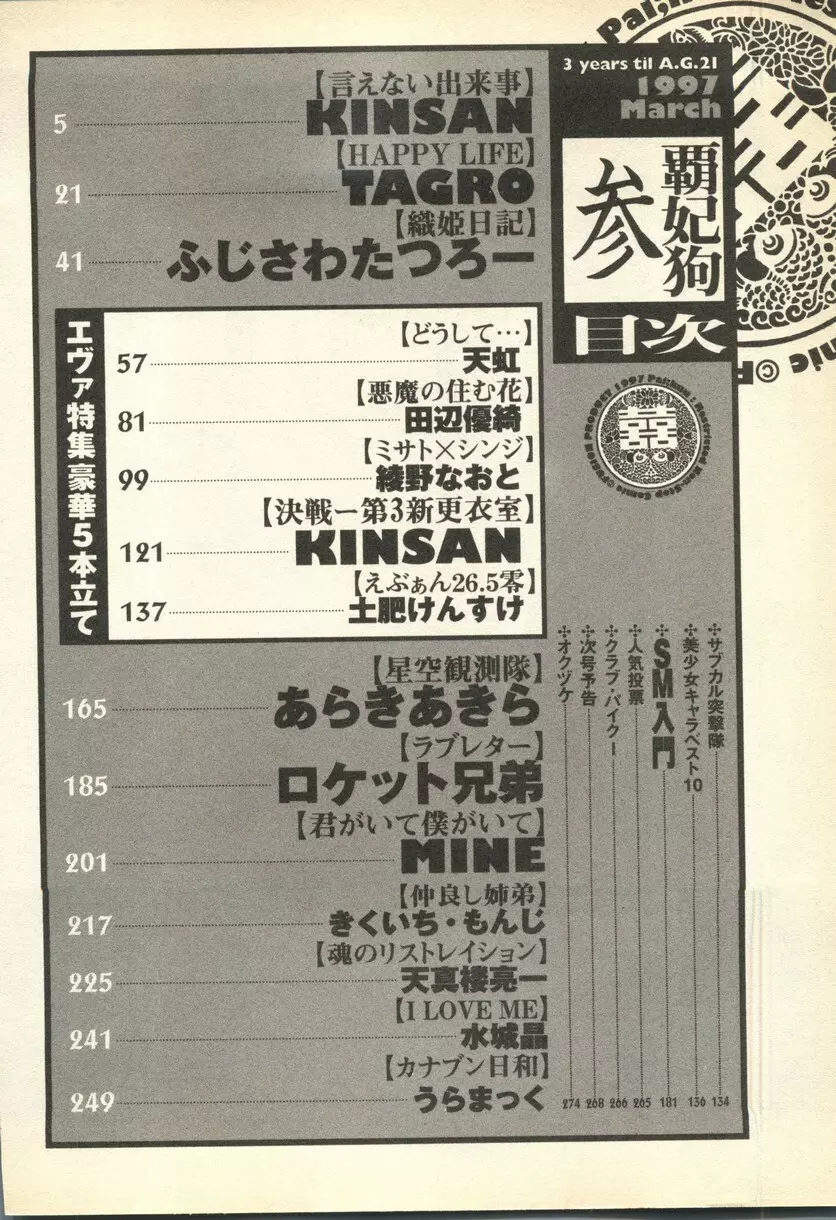 3 years til A.G.21
1997
March
覇妃狗
参
目次
【言えない出来事】
5 KINSAN
【HAPPY LIFE】
21 TAGRO
【織姫日記】
41 ふじさわたつろー
エヴァ特集豪華5本立て
【どうして…】
57 天虹
【悪魔の住む花】
81 田辺優綺
【ミサト×シンジ】
99 綾野なおと
【決戦ー第3新更衣室】
121 KINSAN
【えぶぁん26.5零】
137 土肥けんすけ
【星空観測隊】
165 あらきあきら
【ラブレター】
185 ロケット兄弟
【君がいて僕がいて】
201 MINE
【仲良し姉弟】
217 きくいち・もんじ
【魂のリストレイション】
225 天真楼亮一
【I LOVE ME】
241 水城晶
【カナブン日和】
249 うらまっく
✣サブカル突撃隊 134
✣美少女キャラベスト10 136
✣SM入門 181
✣人気投票 265
✣クラブ・パイクー 266
✣次号予告 268
✣オクヅケ 274
©FUSION PRODUCT 1997 Pai;kuu : Restricted Non-Stop Comic